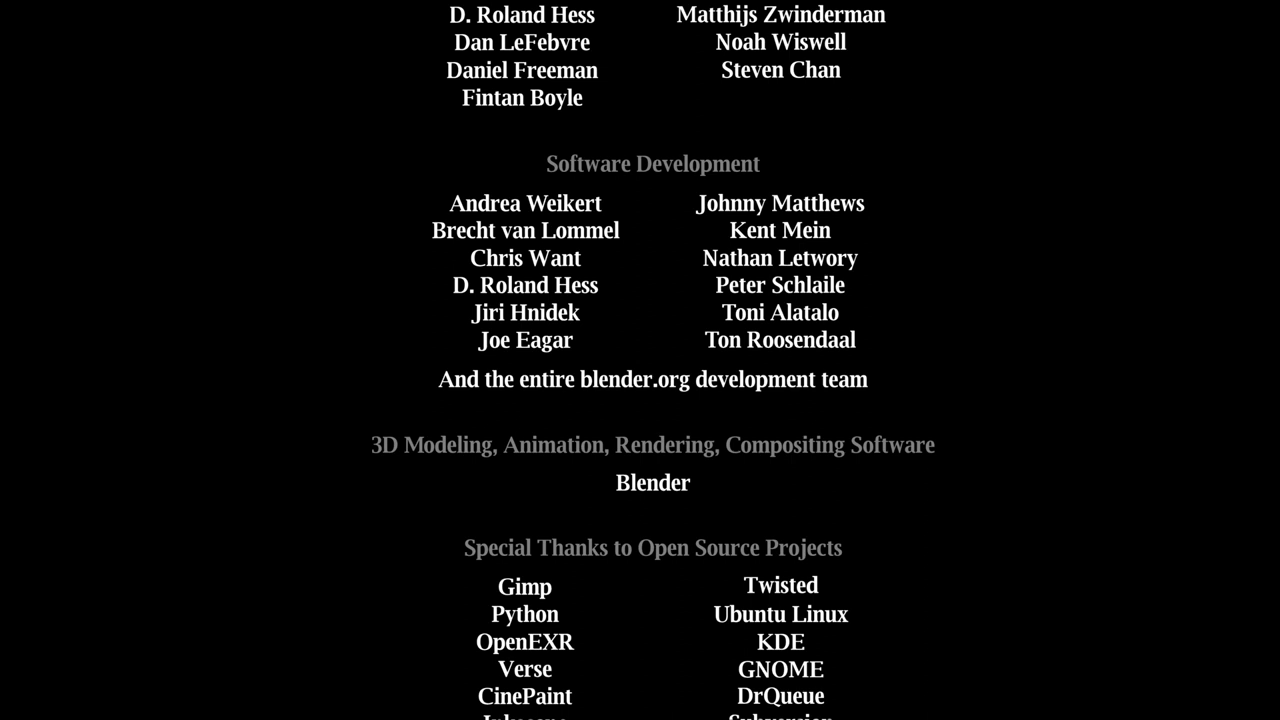 D. Roland Hess Matthijs Zwinderman
Dan LeFebvre Noah Wiswell
Daniel Freeman Steven Chan
Fintan Boyle
Software Development
Andrea Weikert Johnny Matthews
Brecht van Lommel Kent Mein
Chris Want Nathan Letwory
D. Roland Hess Peter Schlaile
Jiri Hnidek Toni Alatalo
Joe Eagar Ton Roosendaal
And the entire blender.org development team
3D Modeling, Animation, Rendering, Compositing Software
Blender
Special Thanks to Open Source Projects
Gimp Twisted
Python Ubuntu Linux
OpenEXR KDE
Verse GNOME
CinePaint DrQueue